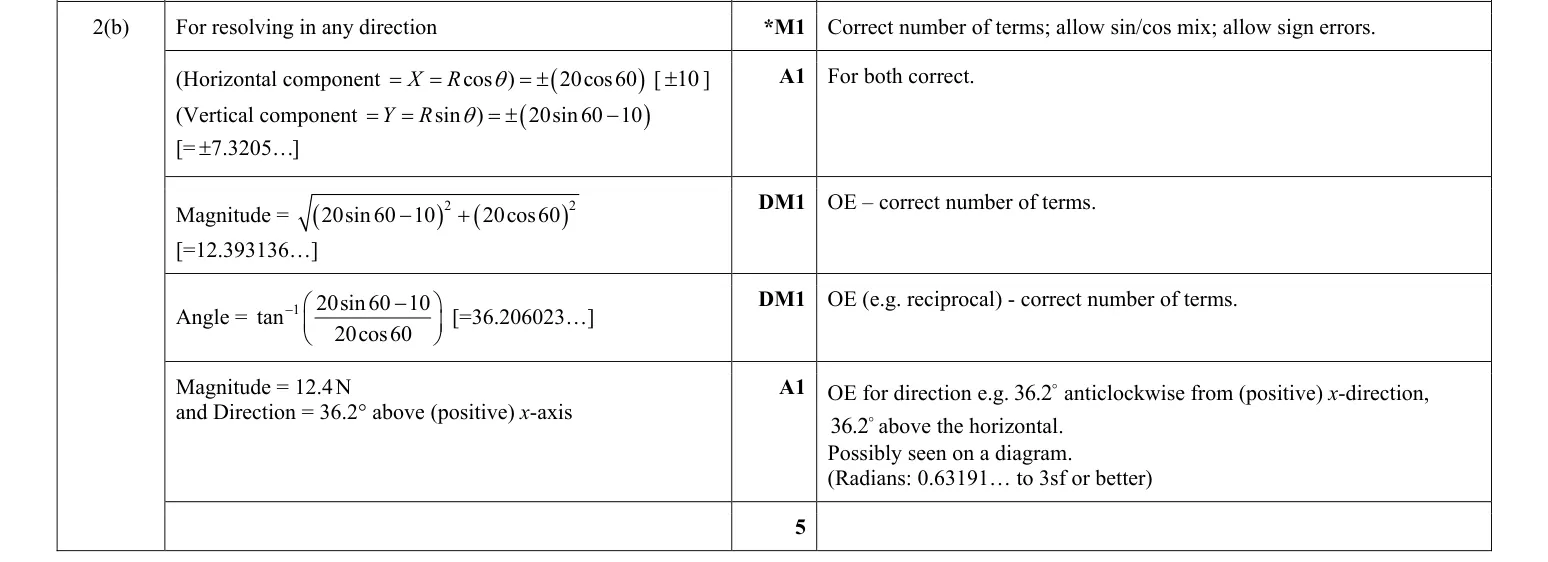 2(b)
For resolving in any direction
*M1
Correct number of terms; allow sin/cos mix; allow sign errors.
(Horizontal component = X = R cos θ) = ±(20 cos 60) [ ±10 ]
A1
For both correct.
(Vertical component = Y = R sin θ) = ±(20 sin 60 − 10)
[= ±7.3205…]
Magnitude = √((20 sin 60 − 10)² + (20 cos 60)²)
DM1
OE – correct number of terms.
[=12.393136…]
Angle = tan⁻¹((20 sin 60 − 10)/(20 cos 60)) [=36.206023…]
DM1
OE (e.g. reciprocal) - correct number of terms.
Magnitude = 12.4 N
and Direction = 36.2° above (positive) x-axis
A1
OE for direction e.g. 36.2° anticlockwise from (positive) x-direction,
36.2° above the horizontal.
Possibly seen on a diagram.
(Radians: 0.63191… to 3sf or better)
5